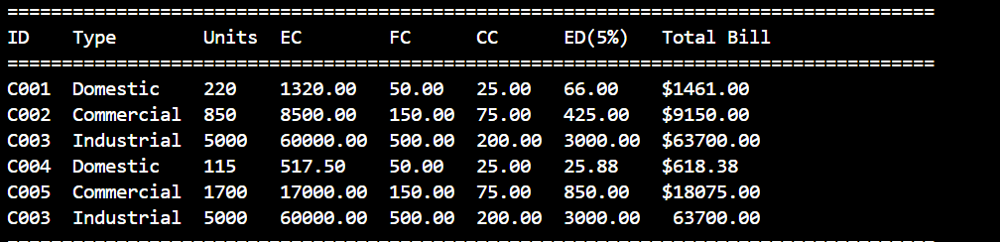 =====================================================================================
ID    Type        Units  EC        FC      CC      ED(5%)   Total Bill
=====================================================================================
C001  Domestic    220    1320.00   50.00   25.00   66.00    $1461.00
C002  Commercial  850    8500.00   150.00  75.00   425.00   $9150.00
C003  Industrial  5000   60000.00  500.00  200.00  3000.00  $63700.00
C004  Domestic    115    517.50    50.00   25.00   25.88    $618.38
C005  Commercial  1700   17000.00  150.00  75.00   850.00   $18075.00
C003  Industrial  5000   60000.00  500.00  200.00  3000.00   63700.00
=====================================================================================